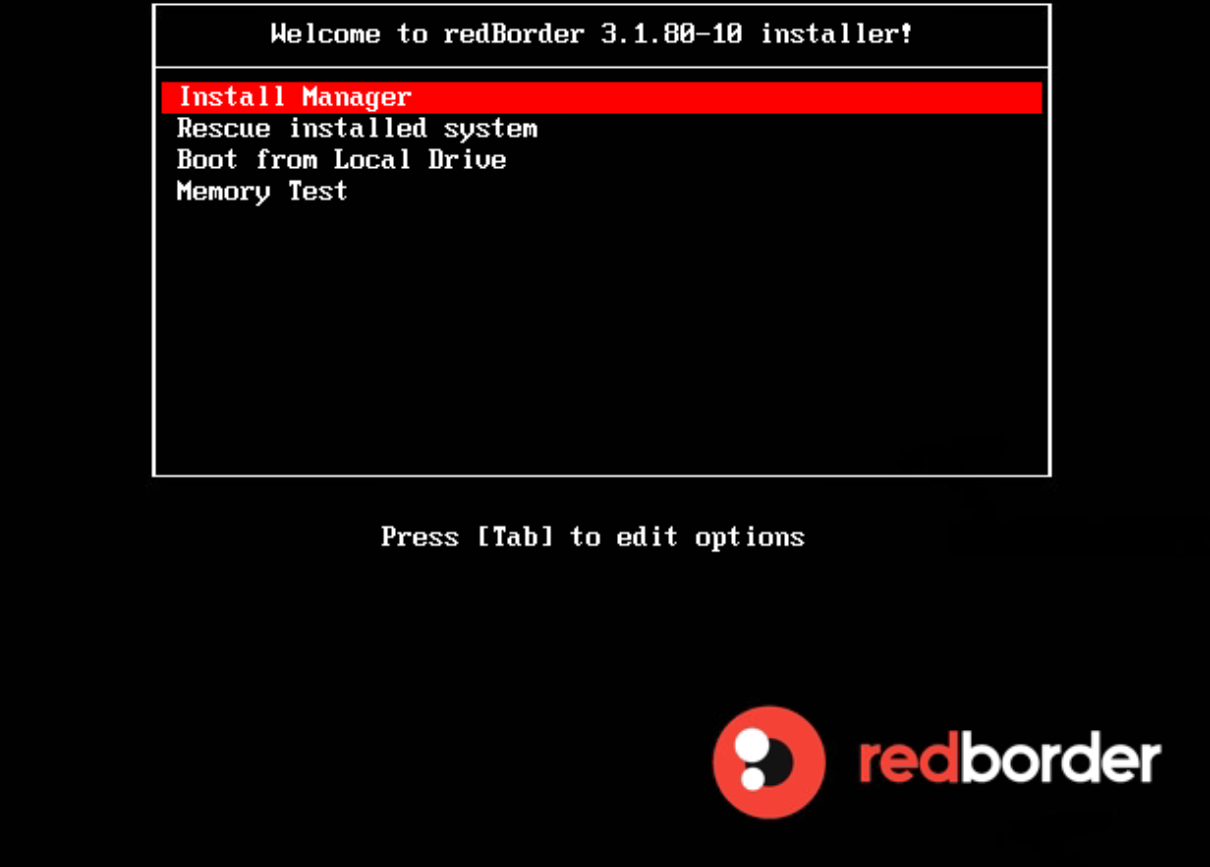 Welcome to redBorder 3.1.80-10 installer!
Install Manager
Rescue installed system
Boot from Local Drive
Memory Test
Press [Tab] to edit options
redborder